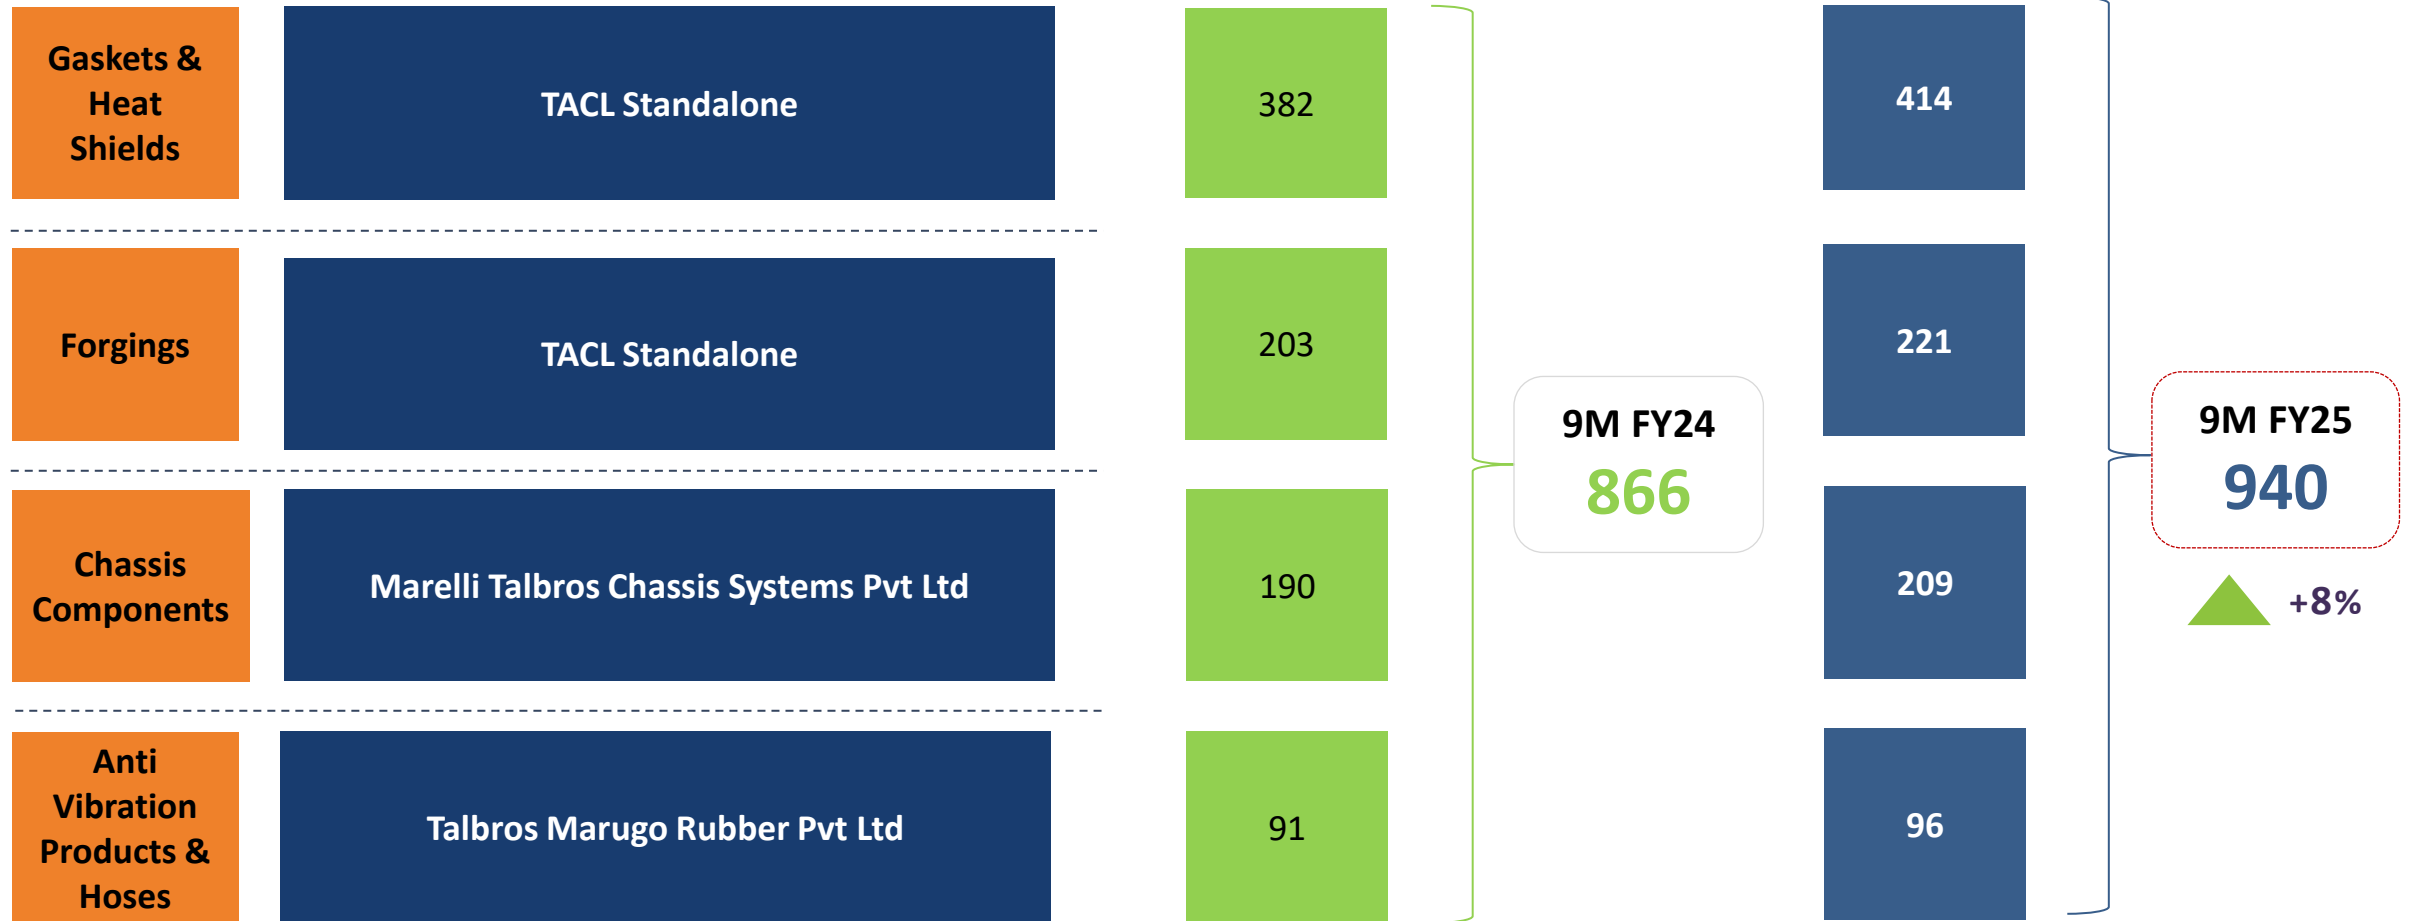 Gaskets &
Heat
Shields
TACL Standalone
382
414
Forgings
TACL Standalone
203
221
9M FY24
866
9M FY25
940
+8%
Chassis
Components
Marelli Talbros Chassis Systems Pvt Ltd
190
209
Anti
Vibration
Products &
Hoses
Talbros Marugo Rubber Pvt Ltd
91
96